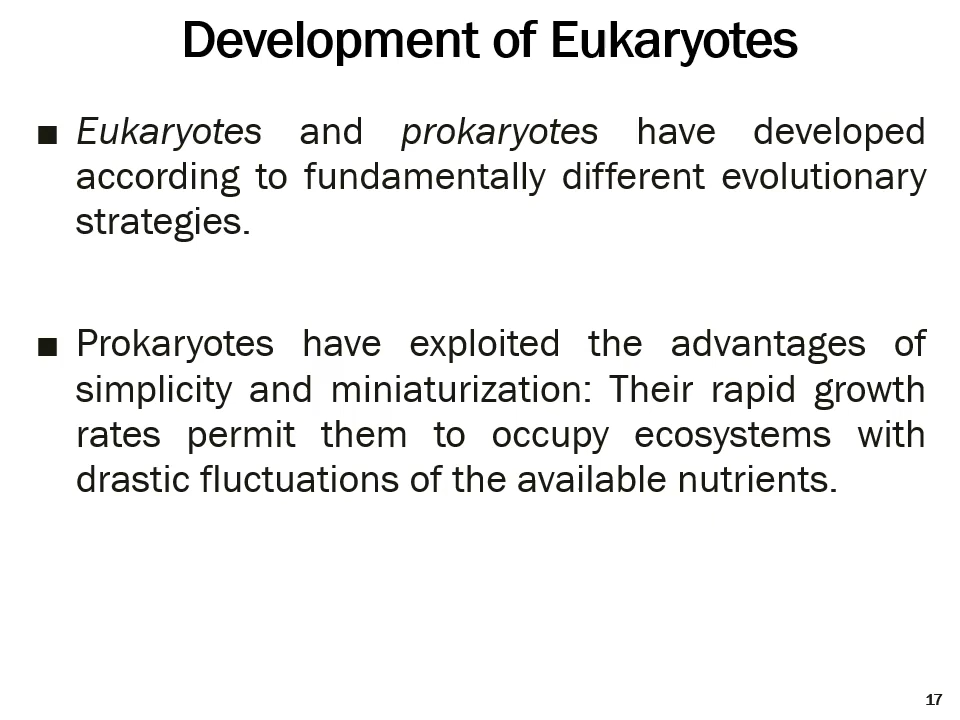 Development of Eukaryotes
■ Eukaryotes and prokaryotes have developed
according to fundamentally different evolutionary
strategies.
■ Prokaryotes have exploited the advantages of
simplicity and miniaturization: Their rapid growth
rates permit them to occupy ecosystems with
drastic fluctuations of the available nutrients.
17